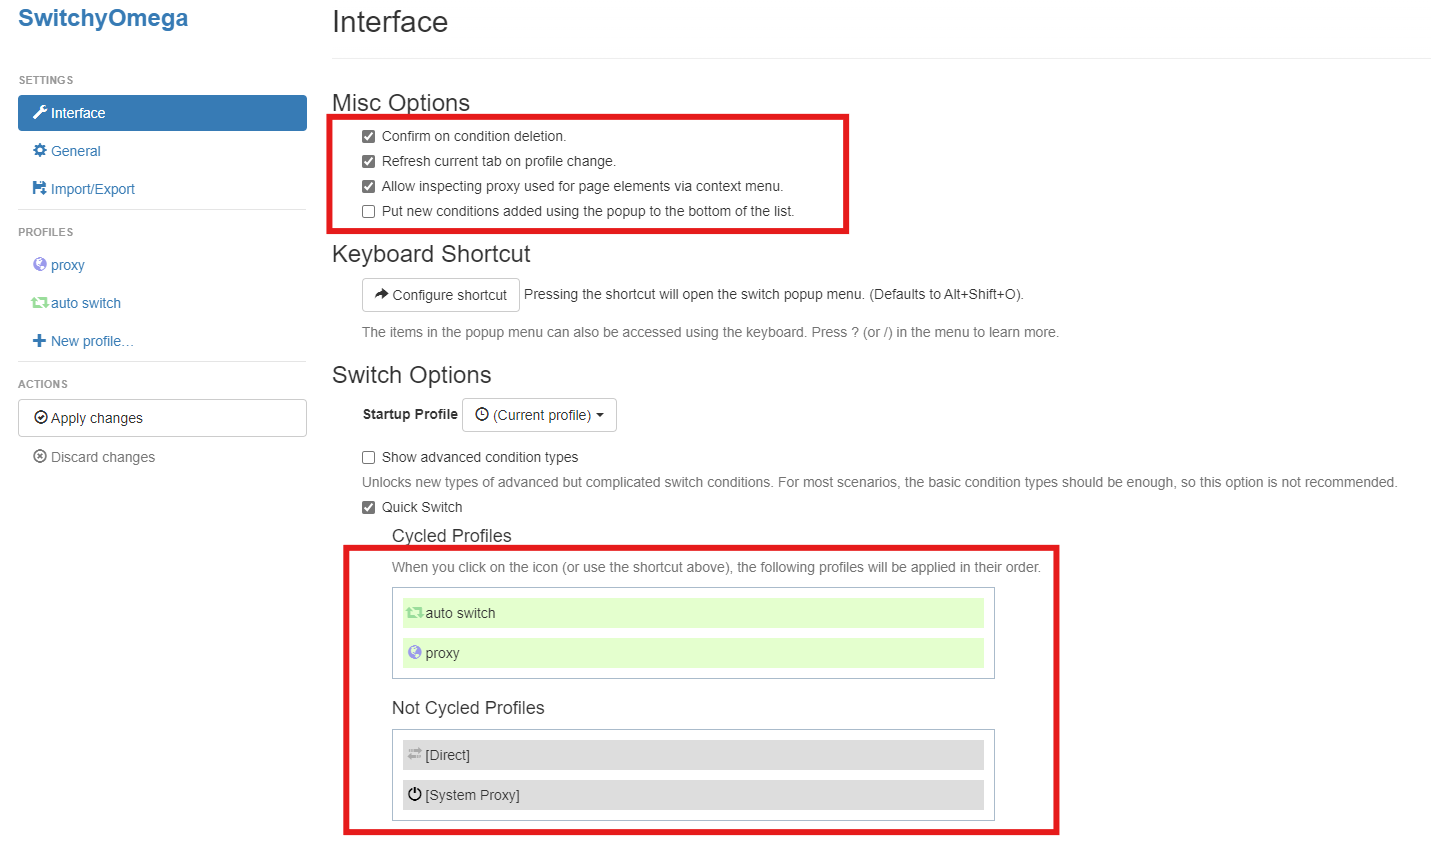 SwitchyOmega
SETTINGS
Interface
General
Import/Export
PROFILES
proxy
auto switch
New profile…
ACTIONS
Apply changes
Discard changes
Interface
Misc Options
Confirm on condition deletion.
Refresh current tab on profile change.
Allow inspecting proxy used for page elements via context menu.
Put new conditions added using the popup to the bottom of the list.
Keyboard Shortcut
Configure shortcut Pressing the shortcut will open the switch popup menu. (Defaults to Alt+Shift+O).
The items in the popup menu can also be accessed using the keyboard. Press ? (or /) in the menu to learn more.
Switch Options
Startup Profile (Current profile)
Show advanced condition types
Unlocks new types of advanced but complicated switch conditions. For most scenarios, the basic condition types should be enough, so this option is not recommended.
Quick Switch
Cycled Profiles
When you click on the icon (or use the shortcut above), the following profiles will be applied in their order.
auto switch
proxy
Not Cycled Profiles
[Direct]
[System Proxy]